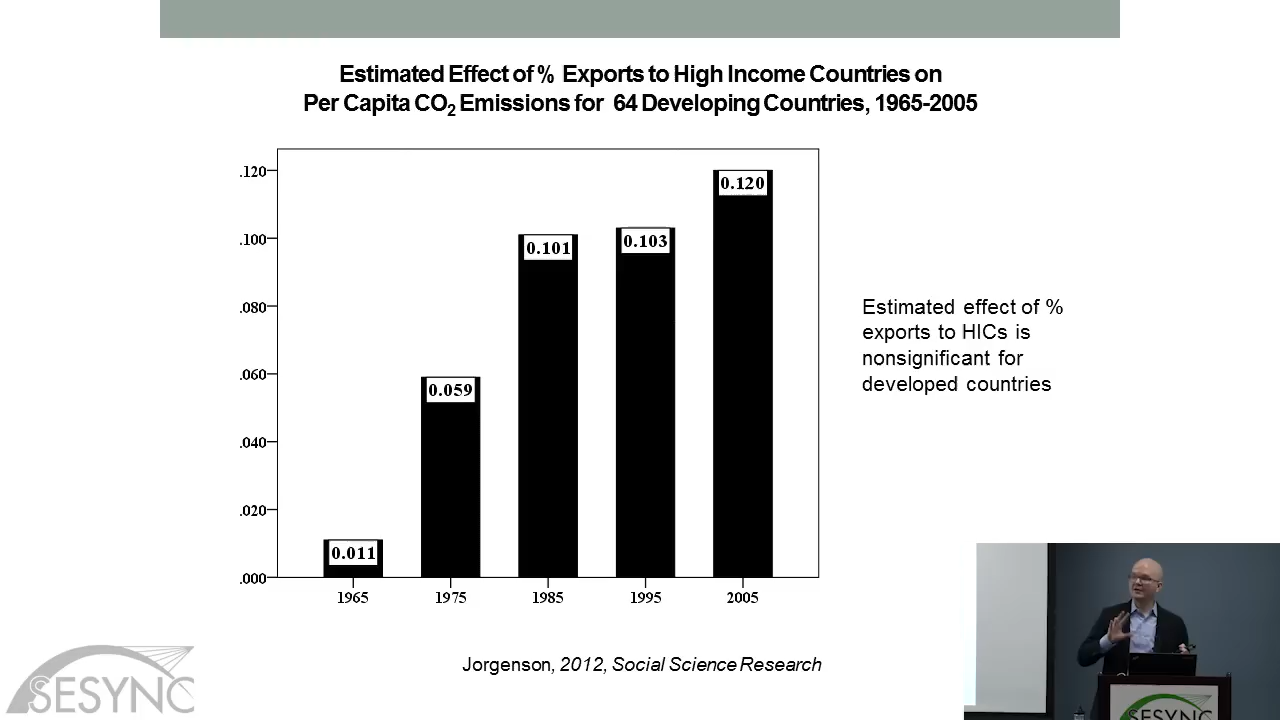 Estimated Effect of % Exports to High Income Countries on
Per Capita CO₂ Emissions for 64 Developing Countries, 1965-2005
.120
.100
.080
.060
.040
.020
.000
0.011
0.059
0.101
0.103
0.120
1965
1975
1985
1995
2005
Estimated effect of %
exports to HICs is
nonsignificant for
developed countries
Jorgenson, 2012, Social Science Research
SESYNC
SESYNC